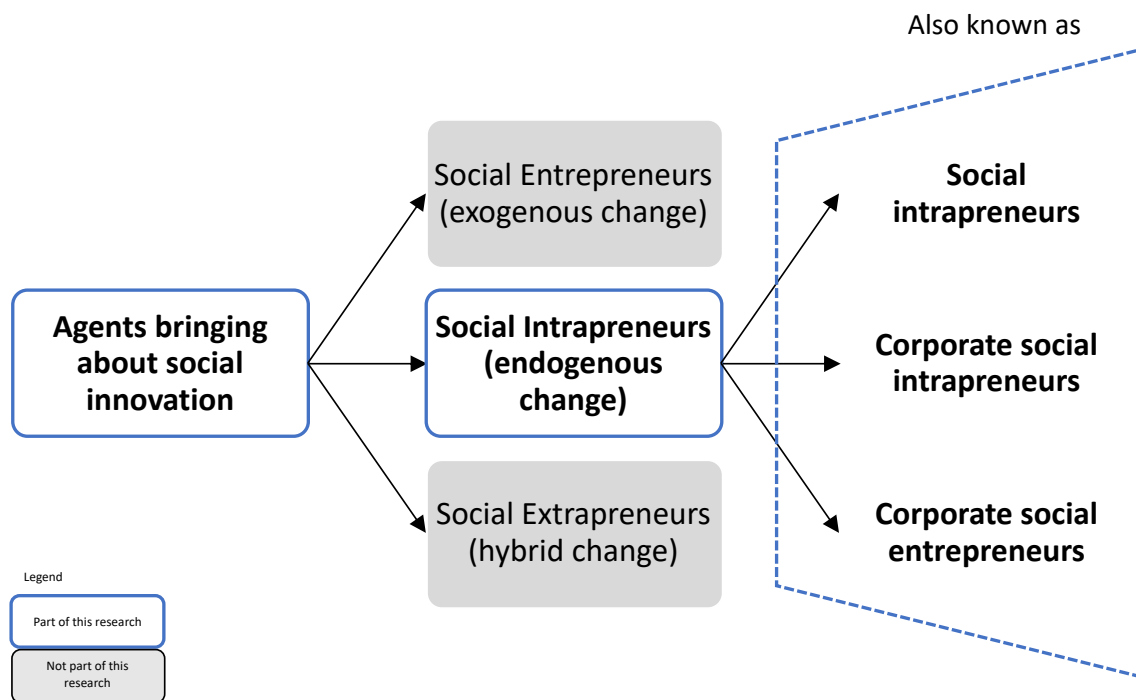 Also known as
Social Entrepreneurs
(exogenous change)
Social
intrapreneurs
Agents bringing
about social
innovation
Social Intrapreneurs
(endogenous
change)
Corporate social
intrapreneurs
Social Extrapreneurs
(hybrid change)
Corporate social
entrepreneurs
Legend
Part of this research
Not part of this
research